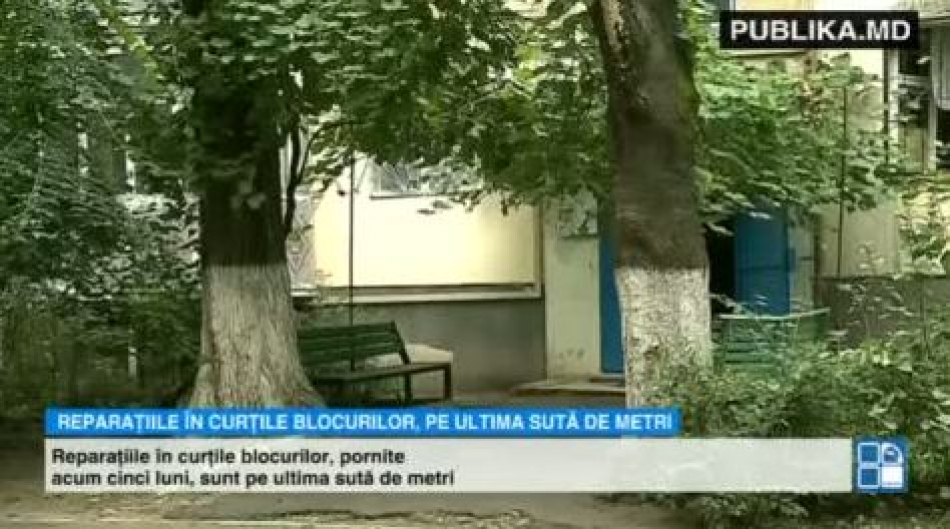 PUBLIKA.MD
REPARAȚIILE ÎN CURȚILE BLOCURILOR, PE ULTIMA SUTĂ DE METRI
Reparațiile în curțile blocurilor, pornite
acum cinci luni, sunt pe ultima sută de metri